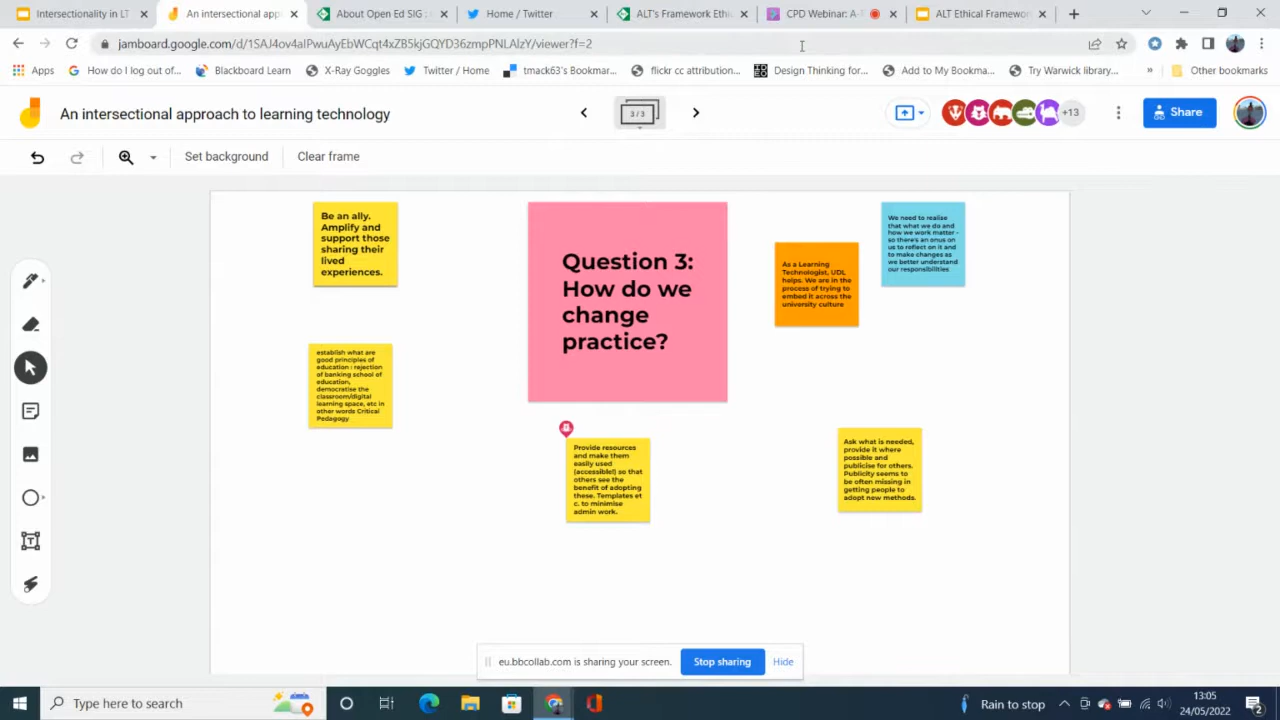 Intersectionality in LT
An intersectional app
About Open Ed SIG
Home / Twitter
ALT's Framework Ethi
CPD Webinar: A-F
ALT Ethical Framewor
Apps
How do I log out of...
Blackboard Learn
X-Ray Goggles
Twitter / Home
tmack63's Bookmar...
flickr cc attribution...
Design Thinking for...
Add to My Bookma...
Try Warwick library...
»
Other bookmarks
An intersectional approach to learning technology
3 / 3
+13
Share
Set background
Clear frame
Be an ally.
Amplify and
support those
sharing their
lived
experiences.
Question 3:
How do we
change
practice?
As a Learning
Technologist, UDL
helps. We are in the
process of trying to
embed it across the
university culture
We need to realise
that what we do and
how we work matter -
so there's an onus on
us to reflect on it and
to make changes as
we better understand
our responsibilities
establish what are
good principles of
education : rejection
of banking school of
education,
democratise the
classroom/digital
learning space, etc in
other words Critical
Pedagogy
Provide resources
and make them
easily used
(accessible!) so that
others see the
benefit of adopting
these. Templates et
c. to minimise
admin work.
Ask what is needed,
provide it where
possible and
publicise for others.
Publicity seems to
be often missing in
getting people to
adopt new methods.
eu.bbcollab.com is sharing your screen.
Stop sharing
Hide
Type here to search
Rain to stop
13:05
24/05/2022
2